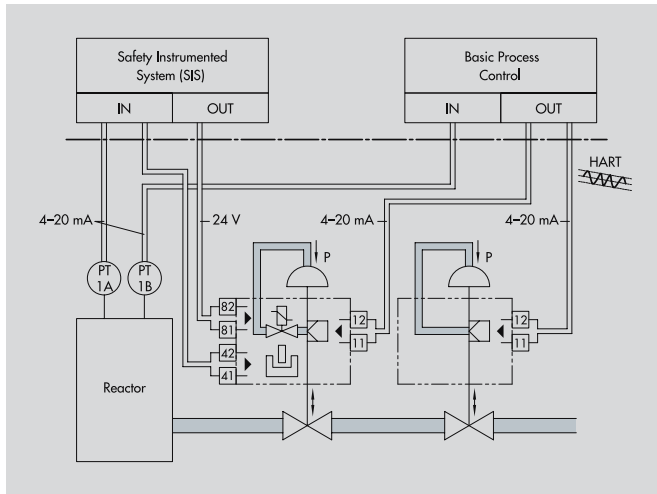 Safety Instrumented
System (SIS)
Basic Process
Control
IN
OUT
IN
OUT
HART
4–20 mA
24 V
4–20 mA
4–20 mA
PT
1A
PT
1B
P
P
82
81
42
41
12
11
12
11
Reactor